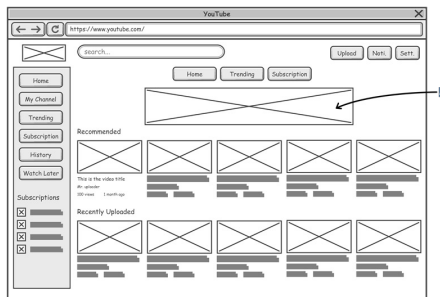 YouTube
https://www.youtube.com/
search...
Upload Noti. Sett.
Home Trending Subscription
Home
My Channel
Trending
Subscription
History
Watch Later
Subscriptions
Recommended
This is the video title
Mr. uploader
100 views 1 month ago
Recently Uploaded